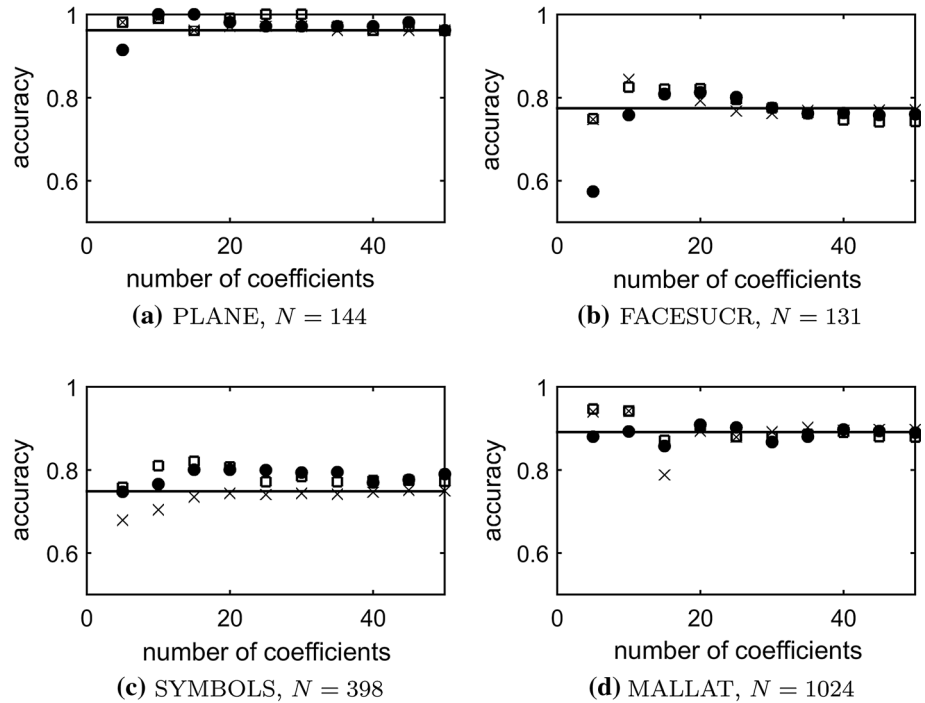 1
0.8
0.6
accuracy
0 20 40
number of coefficients
(a) PLANE, N = 144
1
0.8
0.6
accuracy
0 20 40
number of coefficients
(b) FACESUCR, N = 131
1
0.8
0.6
accuracy
0 20 40
number of coefficients
(c) SYMBOLS, N = 398
1
0.8
0.6
accuracy
0 20 40
number of coefficients
(d) MALLAT, N = 1024